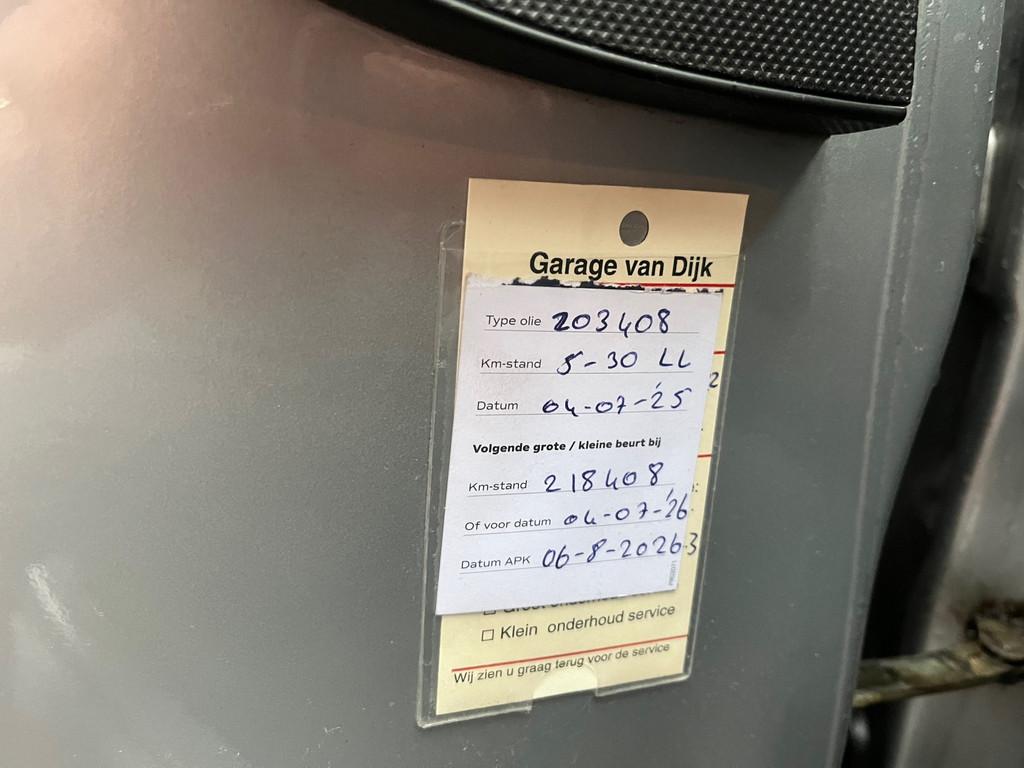 Garage van Dijk
Type olie 203408
Km-stand 5-30 LL
Datum 04-07-'25
2
Volgende grote / kleine beurt bij
Km-stand 218408
Of voor datum 04-07-'26
Datum APK 06-8-2026
3
☐ Klein onderhoud service
Wij zien u graag terug voor de service